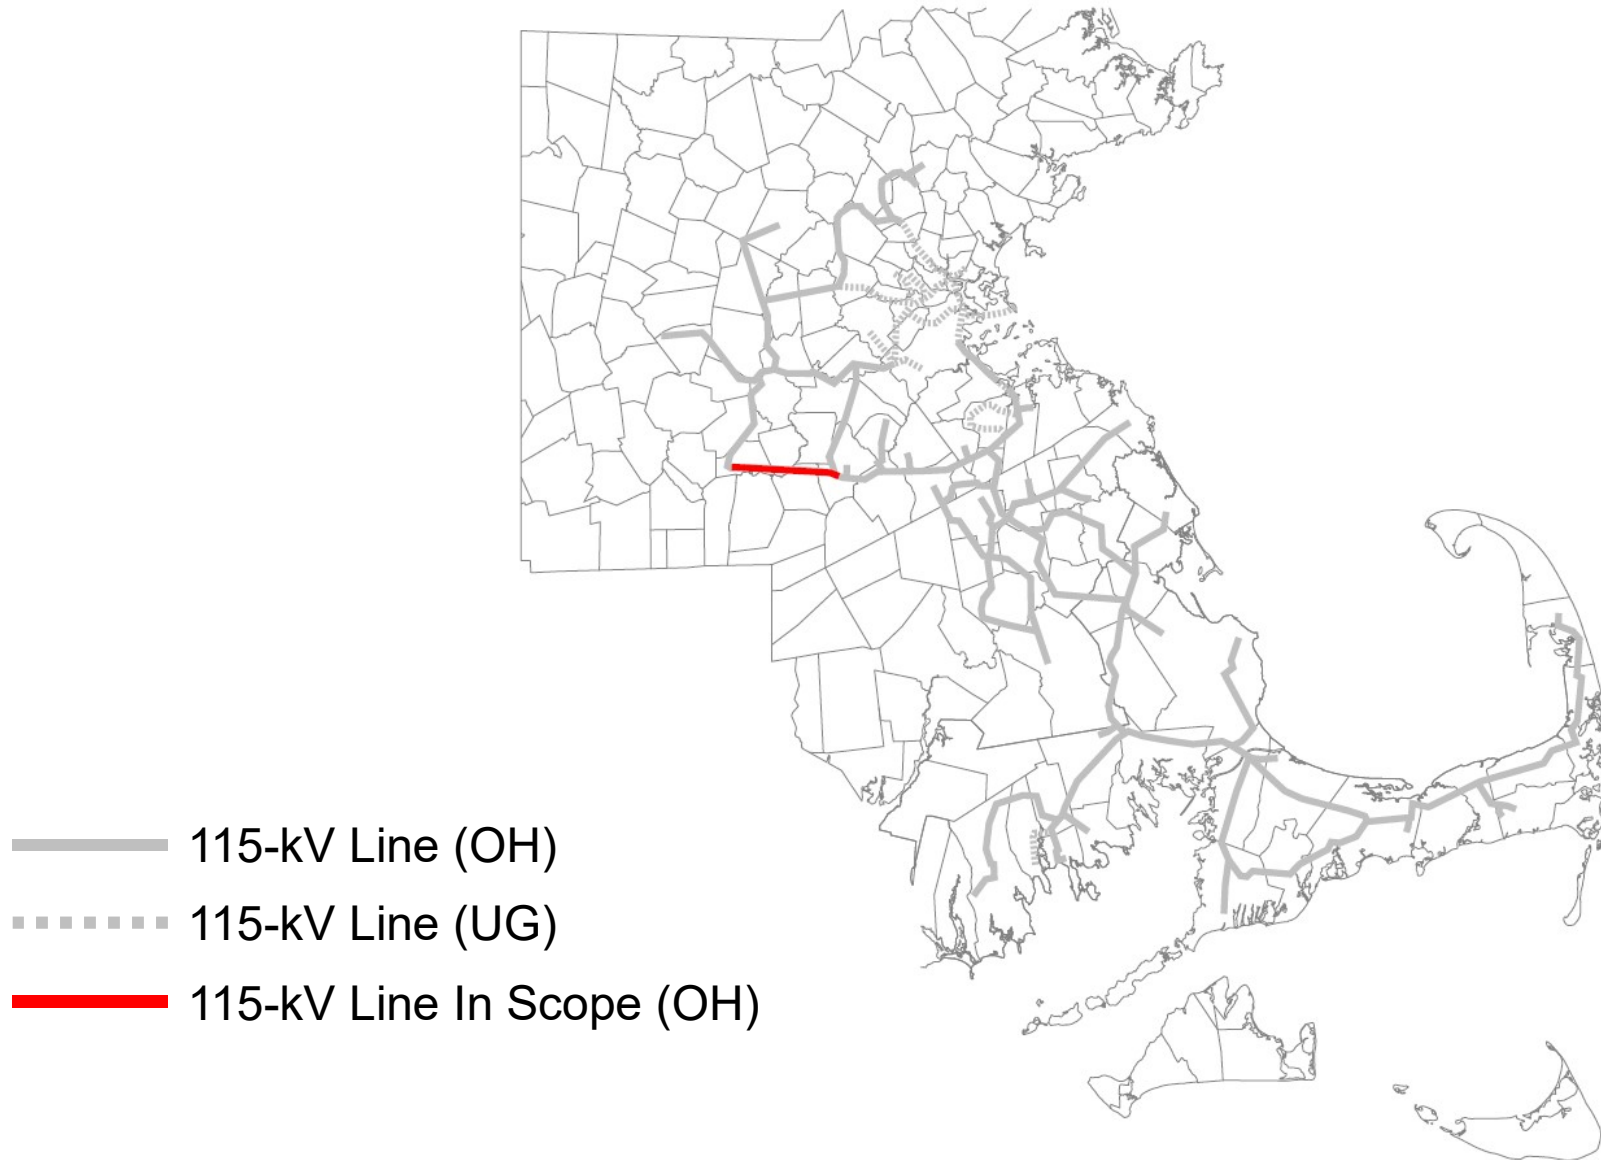 115-kV Line (OH)
115-kV Line (UG)
115-kV Line In Scope (OH)